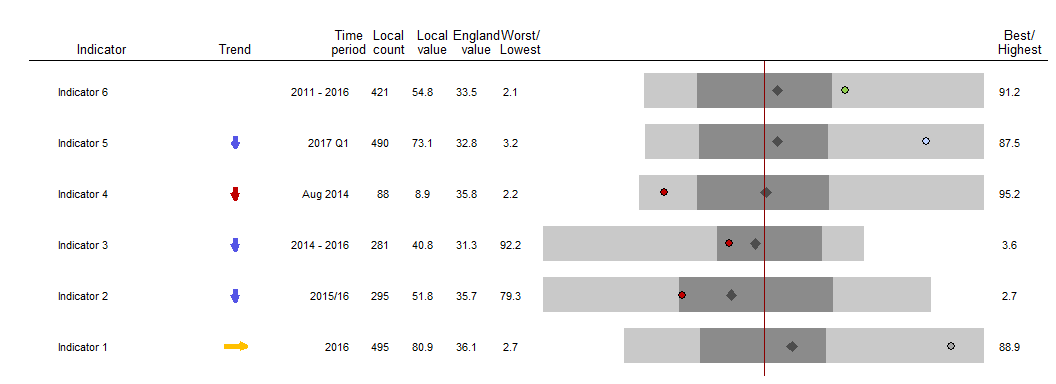 Indicator Trend Time period Local count Local value England value Worst/ Lowest Best/ Highest
Indicator 6 2011 - 2016 421 54.8 33.5 2.1 91.2
Indicator 5 2017 Q1 490 73.1 32.8 3.2 87.5
Indicator 4 Aug 2014 88 8.9 35.8 2.2 95.2
Indicator 3 2014 - 2016 281 40.8 31.3 92.2 3.6
Indicator 2 2015/16 295 51.8 35.7 79.3 2.7
Indicator 1 2016 495 80.9 36.1 2.7 88.9